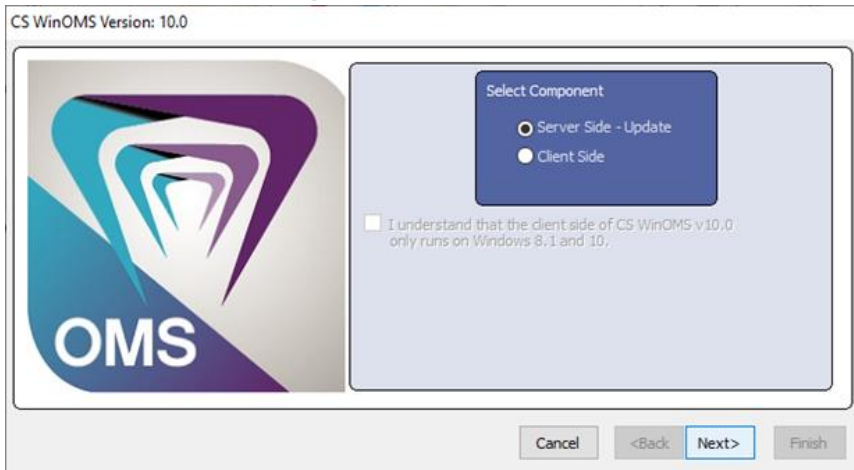 CS WinOMS Version: 10.0
Select Component
Server Side - Update
Client Side
I understand that the client side of CS WinOMS v10.0
only runs on Windows 8.1 and 10.
OMS
Cancel
<Back
Next>
Finish